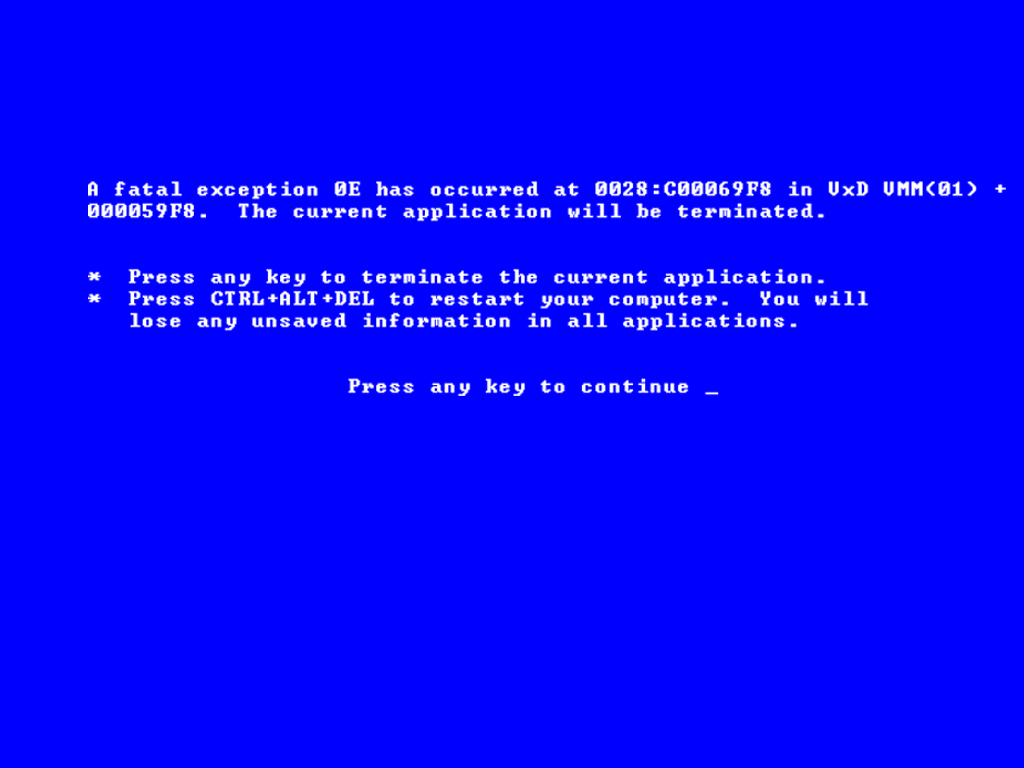 A fatal exception 0E has occurred at 0028:C00069F8 in VxD VMM(01) +
000059F8.  The current application will be terminated.
*  Press any key to terminate the current application.
*  Press CTRL+ALT+DEL to restart your computer.  You will
lose any unsaved information in all applications.
Press any key to continue _